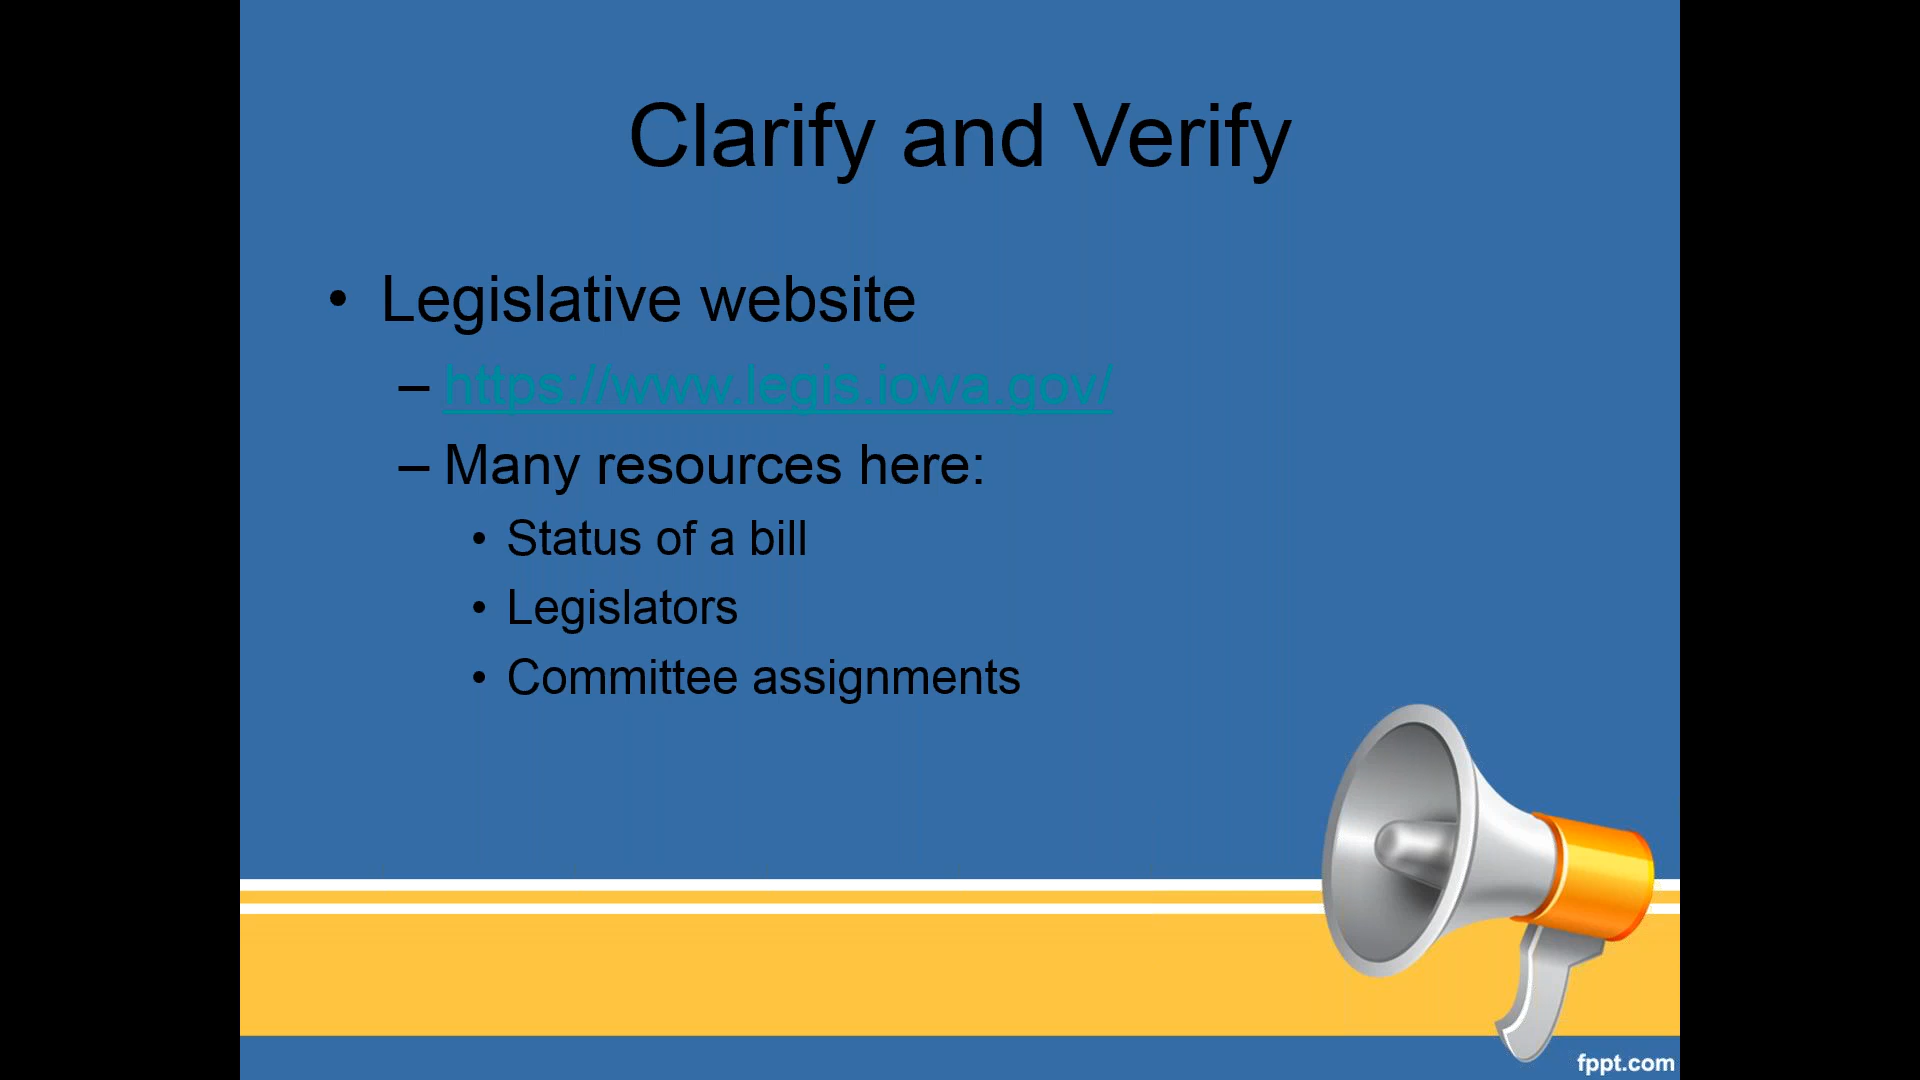 Clarify and Verify
• Legislative website
– https://www.legis.iowa.gov/
– Many resources here:
• Status of a bill
• Legislators
• Committee assignments
fppt.com